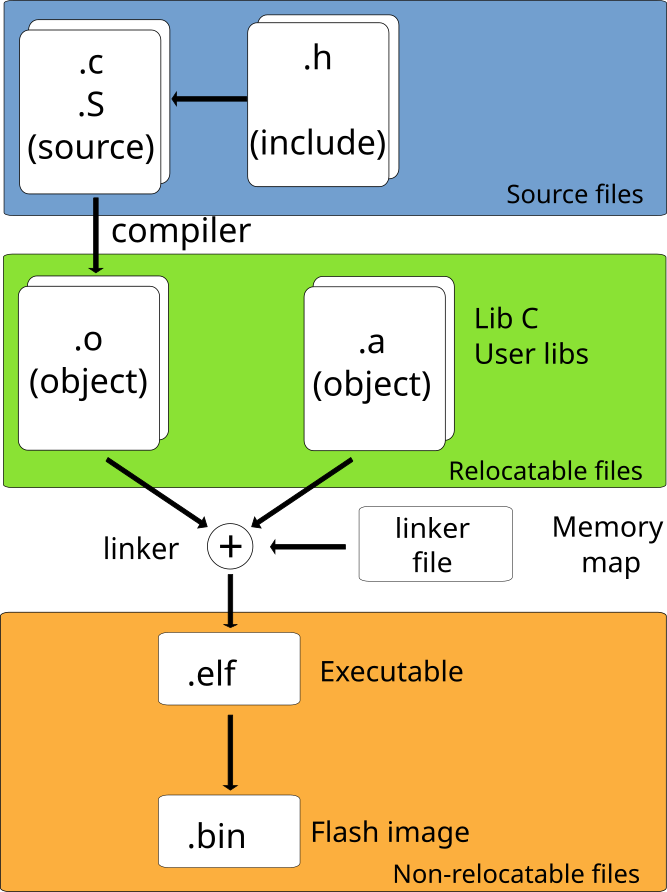 .c
.S
(source)
.h
(include)
Source files
compiler
.o
(object)
.a
(object)
Lib C
User libs
Relocatable files
linker
+
linker
file
Memory
map
.elf
Executable
.bin
Flash image
Non-relocatable files